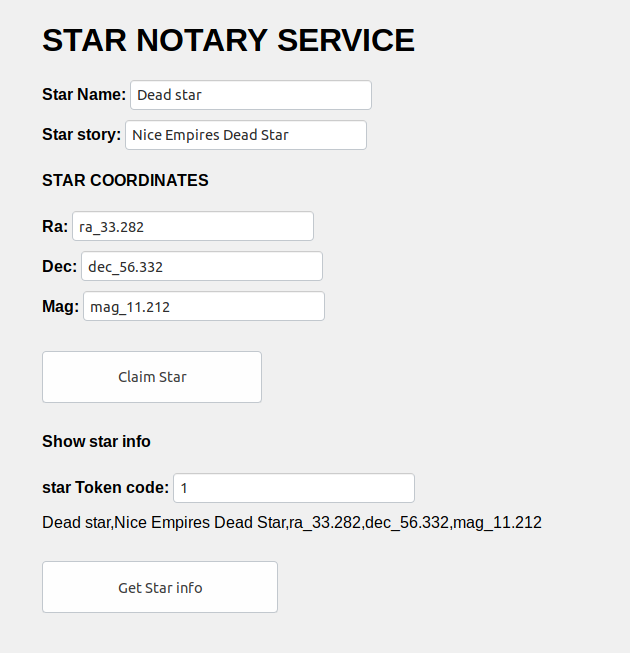 STAR NOTARY SERVICE
Star Name: Dead star
Star story: Nice Empires Dead Star
STAR COORDINATES
Ra: ra_33.282
Dec: dec_56.332
Mag: mag_11.212
Claim Star
Show star info
star Token code: 1
Dead star,Nice Empires Dead Star,ra_33.282,dec_56.332,mag_11.212
Get Star info